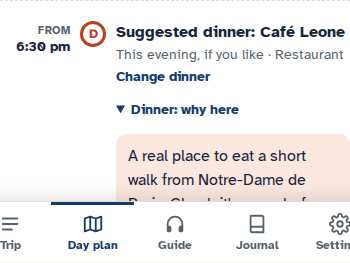 FROM
6:30 pm
D
Suggested dinner: Café Leone
This evening, if you like · Restaurant
Change dinner
▼ Dinner: why here
A real place to eat a short
walk from Notre-Dame de
Trip
Day plan
Guide
Journal